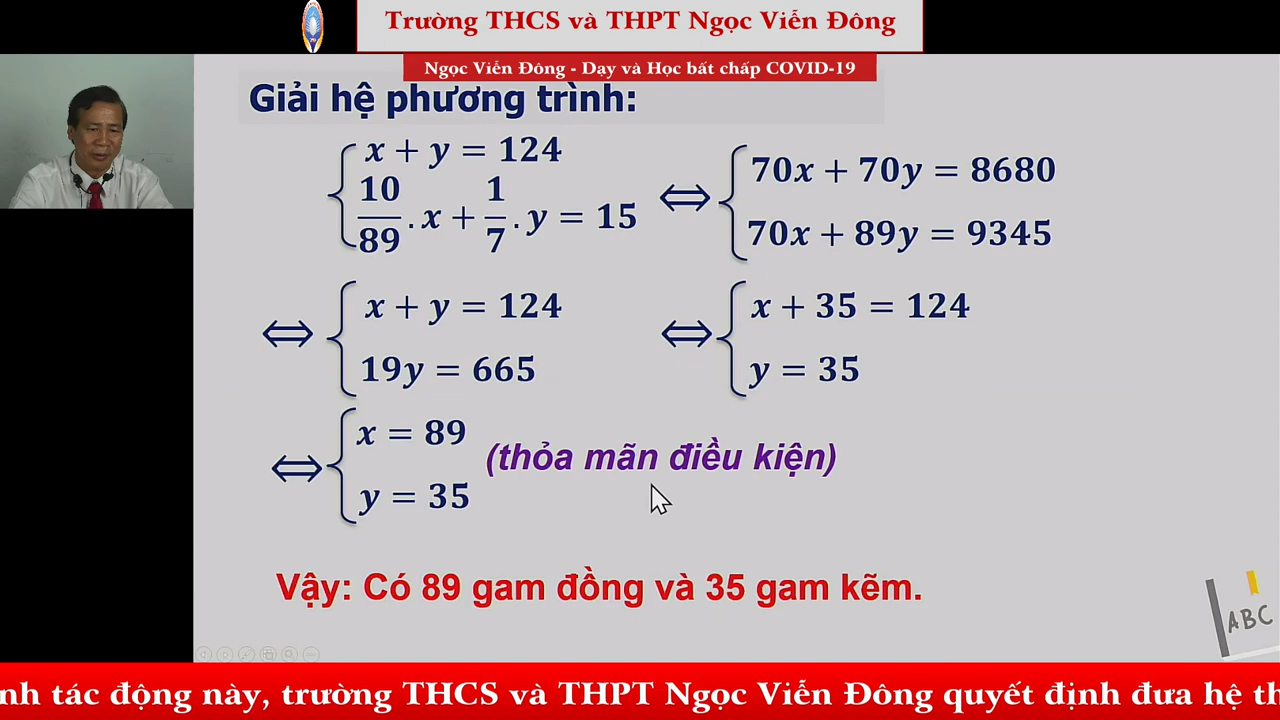 Trường THCS và THPT Ngọc Viễn Đông
Ngọc Viễn Đông - Dạy và Học bất chấp COVID-19
Giải hệ phương trình:
{ x + y = 124
10/89 . x + 1/7 . y = 15
⇔ { 70x + 70y = 8680
70x + 89y = 9345
⇔ { x + y = 124
19y = 665
⇔ { x + 35 = 124
y = 35
⇔ { x = 89
y = 35
(thỏa mãn điều kiện)
Vậy: Có 89 gam đồng và 35 gam kẽm.
ABC
nh tác động này, trường THCS và THPT Ngọc Viễn Đông quyết định đưa hệ th